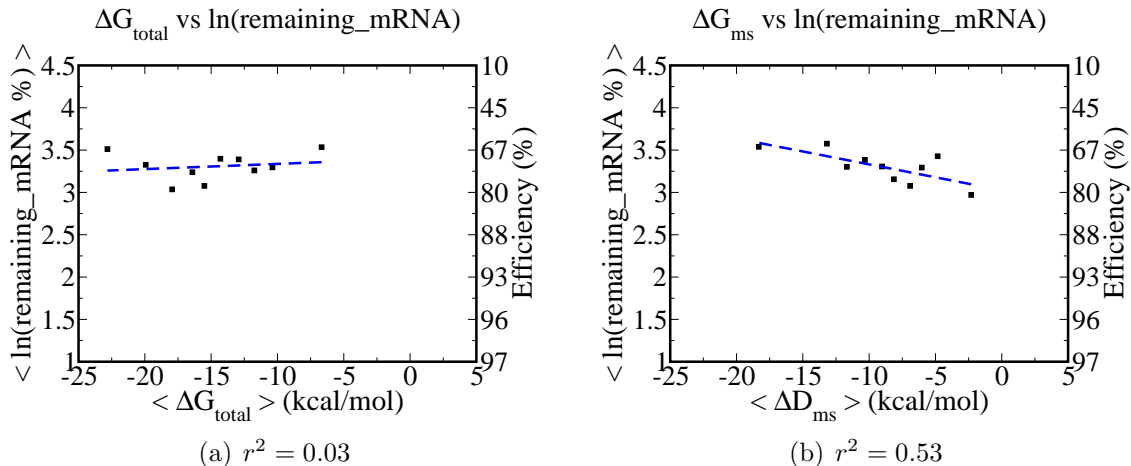 ΔG_total vs ln(remaining_mRNA)
< ln(remaining_mRNA %) >
4.5
4
3.5
3
2.5
2
1.5
1
10
45
67
80
88
93
96
97
Efficiency (%)
-25 -20 -15 -10 -5 0 5
< ΔG_total > (kcal/mol)
(a) r² = 0.03
ΔG_ms vs ln(remaining_mRNA)
< ln(remaining_mRNA %) >
4.5
4
3.5
3
2.5
2
1.5
1
10
45
67
80
88
93
96
97
Efficiency (%)
-25 -20 -15 -10 -5 0 5
< ΔD_ms > (kcal/mol)
(b) r² = 0.53